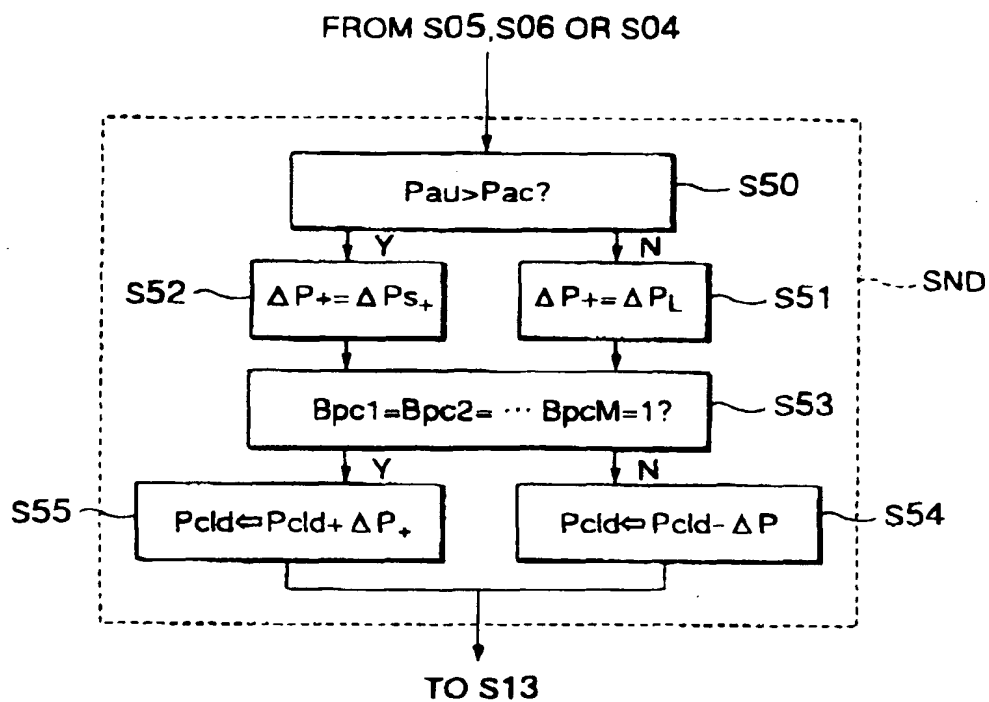 FROM S05,S06 OR S04
Pau>Pac?
S50
Y
N
S52
ΔP+=ΔPS+
ΔP+=ΔPL
S51
SND
Bpc1=Bpc2= ··· BpcM=1?
S53
Y
N
S55
Pcld⇐Pcld+ΔP+
Pcld⇐Pcld-ΔP
S54
TO S13